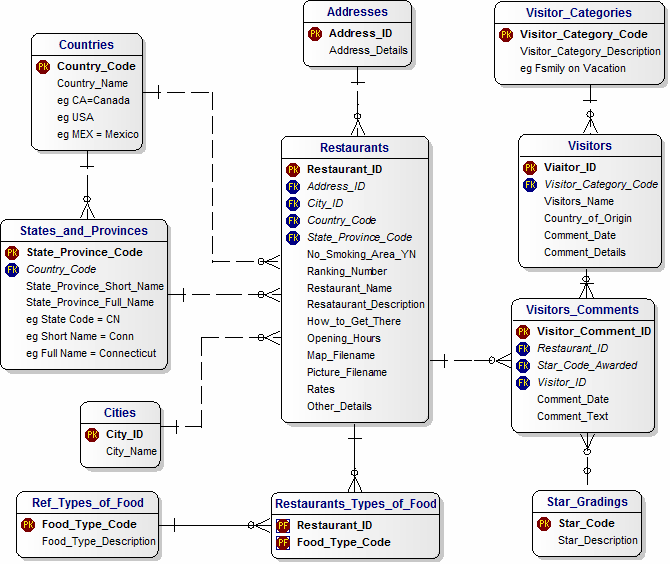 Addresses
PK Address_ID
Address_Details
Visitor_Categories
PK Visitor_Category_Code
Visitor_Category_Description
eg Fsmily on Vacation
Countries
PK Country_Code
Country_Name
eg CA=Canada
eg USA
eg MEX = Mexico
Restaurants
PK Restaurant_ID
FK Address_ID
FK City_ID
FK Country_Code
FK State_Province_Code
No_Smoking_Area_YN
Ranking_Number
Restaurant_Name
Resataurant_Description
How_to_Get_There
Opening_Hours
Map_Filename
Picture_Filename
Rates
Other_Details
Visitors
PK Viaitor_ID
FK Visitor_Category_Code
Visitors_Name
Country_of_Origin
Comment_Date
Comment_Details
States_and_Provinces
PK State_Province_Code
FK Country_Code
State_Province_Short_Name
State_Province_Full_Name
eg State Code = CN
eg Short Name = Conn
eg Full Name = Connecticut
Visitors_Comments
PK Visitor_Comment_ID
FK Restaurant_ID
FK Star_Code_Awarded
FK Visitor_ID
Comment_Date
Comment_Text
Cities
PK City_ID
City_Name
Ref_Types_of_Food
PK Food_Type_Code
Food_Type_Description
Restaurants_Types_of_Food
PF Restaurant_ID
PF Food_Type_Code
Star_Gradings
PK Star_Code
Star_Description